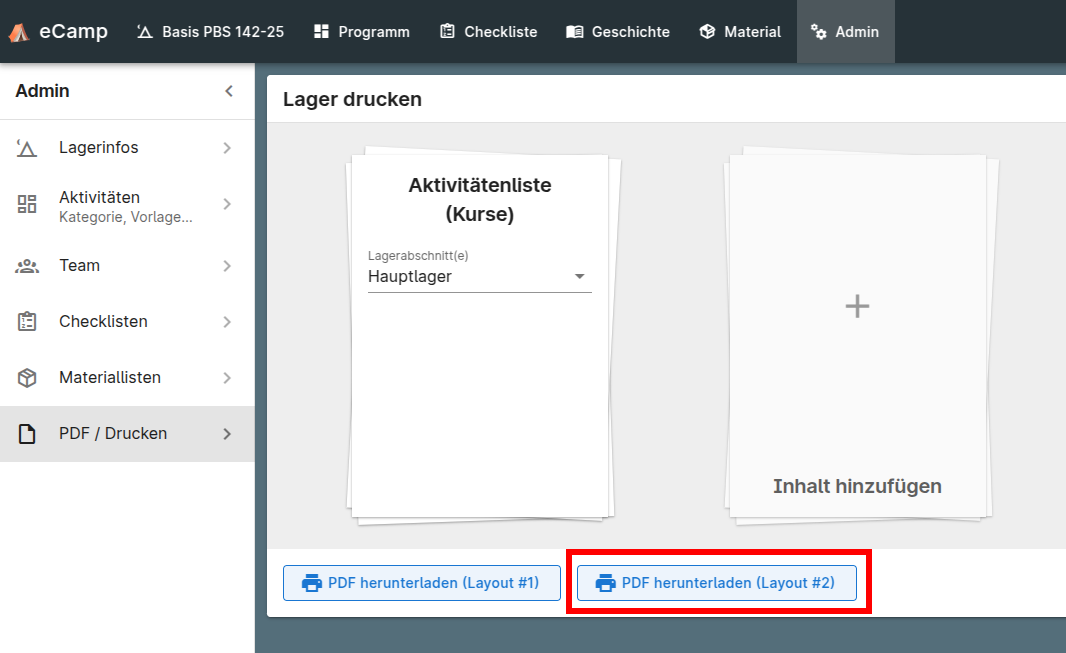 eCamp
Basis PBS 142-25
Programm
Checkliste
Geschichte
Material
Admin
Admin
Lagerinfos
Aktivitäten
Kategorie, Vorlage...
Team
Checklisten
Materiallisten
PDF / Drucken
Lager drucken
Aktivitätenliste
(Kurse)
Lagerabschnitt(e)
Hauptlager
Inhalt hinzufügen
PDF herunterladen (Layout #1)
PDF herunterladen (Layout #2)